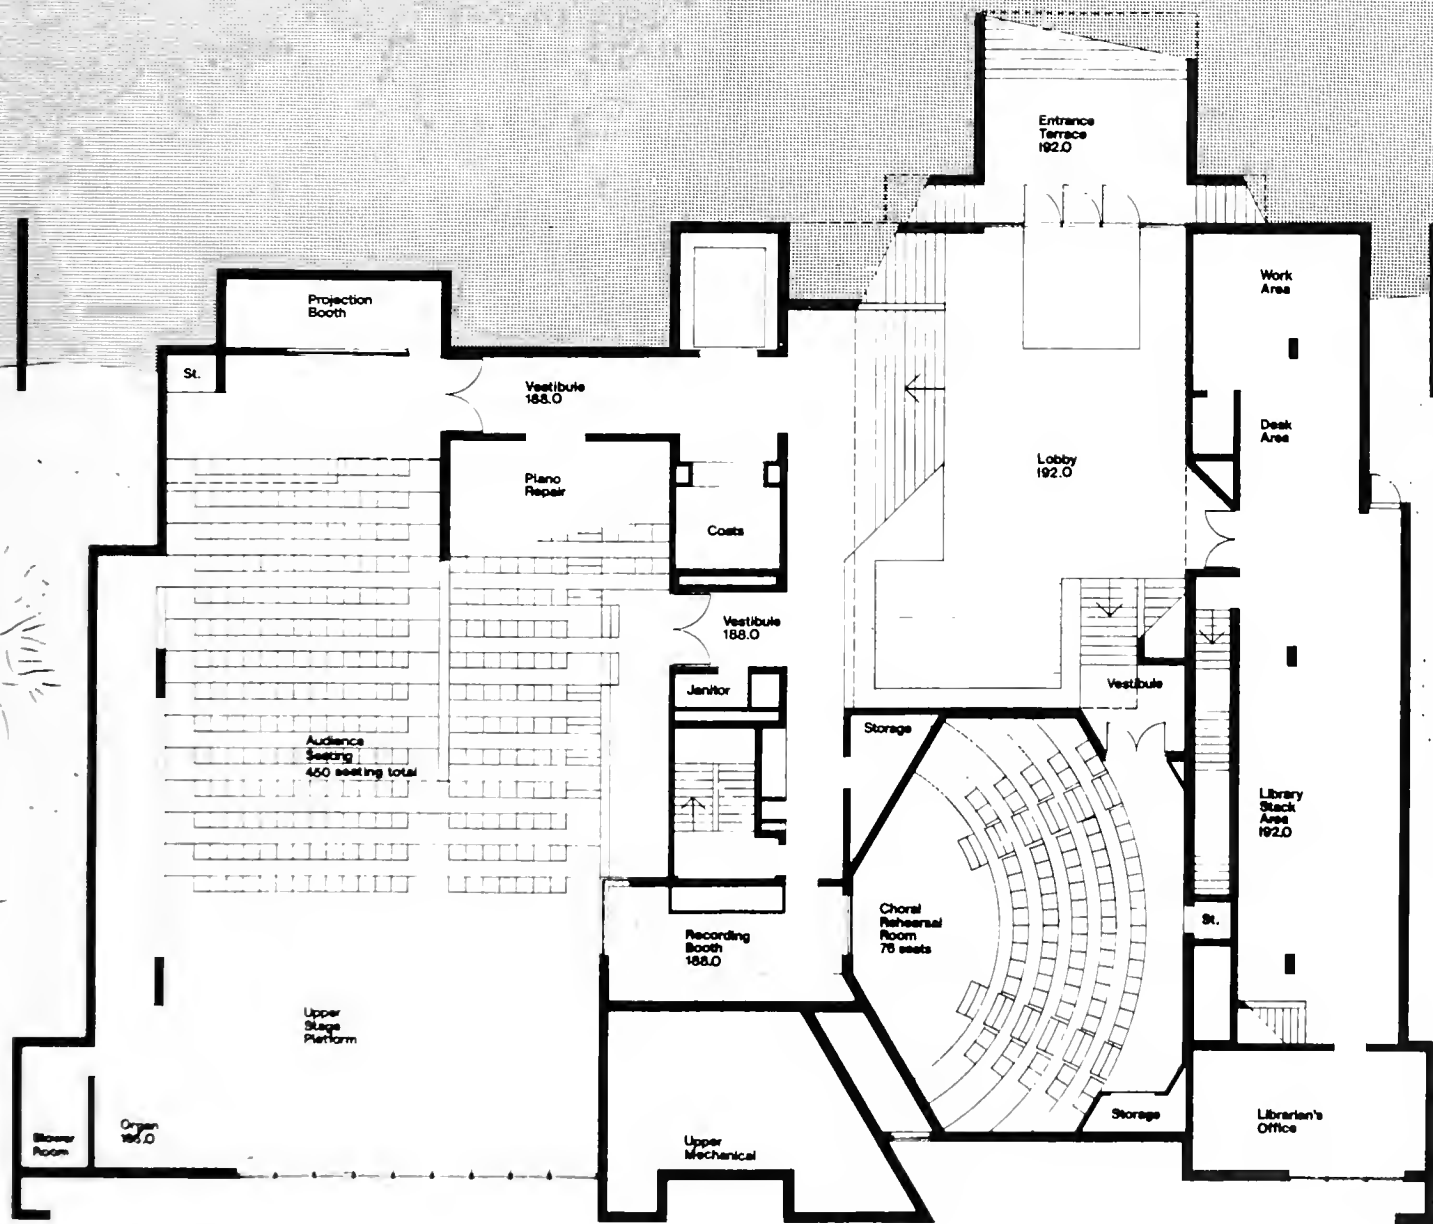 Entrance
Terrace
192.0
Work
Area
Projection
Booth
St.
Vestibule
188.0
Desk
Area
Lobby
192.0
Piano
Repair
Coats
Vestibule
188.0
Janitor
Vestibule
Storage
Audience
Seating
450 seating total
Library
Stack
Area
192.0
Choral
Rehearsal
Room
76 seats
St.
Recording
Booth
188.0
Upper
Stage
Platform
Organ
185.0
Blower
Room
Upper
Mechanical
Storage
Librarian's
Office